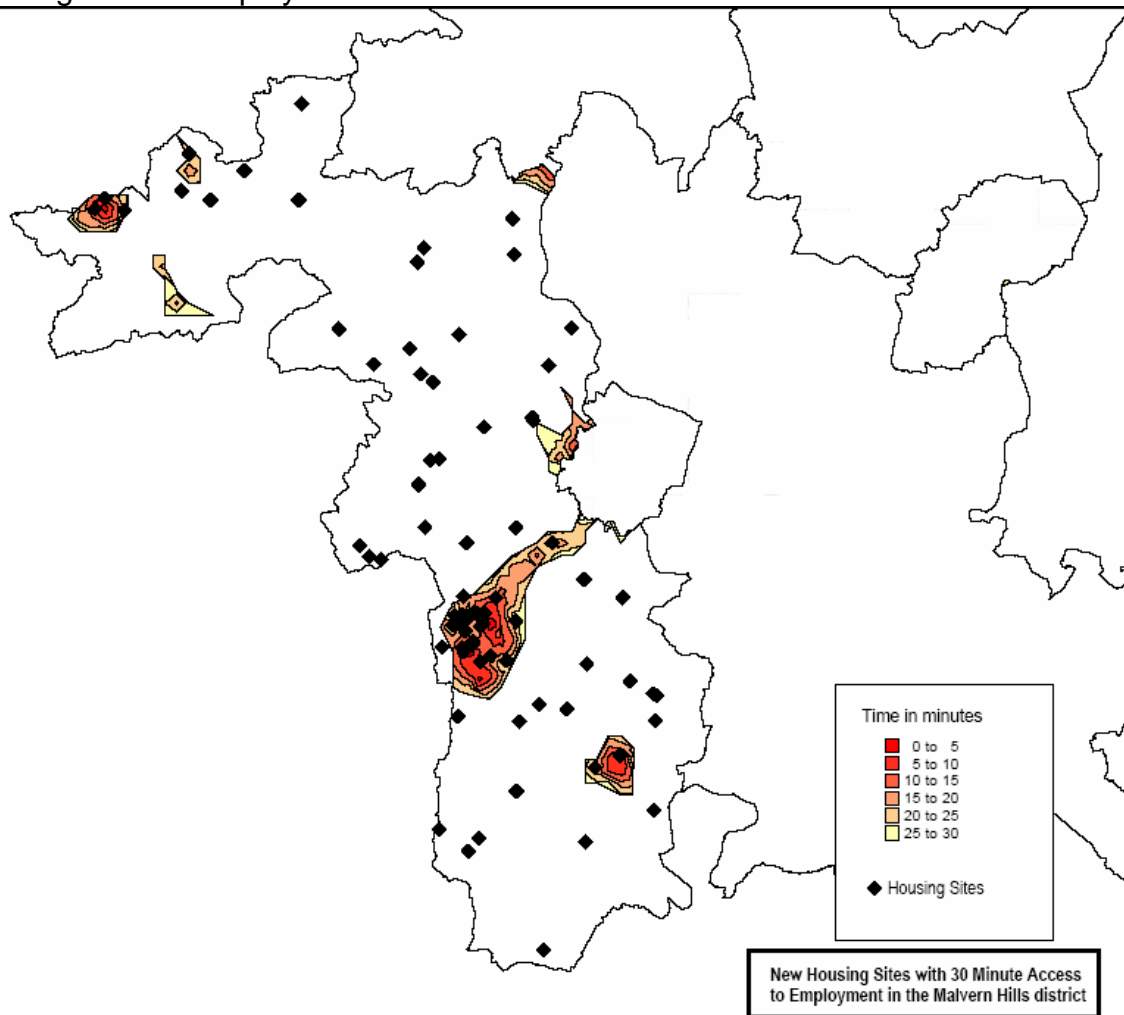 Time in minutes
0 to 5
5 to 10
10 to 15
15 to 20
20 to 25
25 to 30
Housing Sites
New Housing Sites with 30 Minute Access
to Employment in the Malvern Hills district